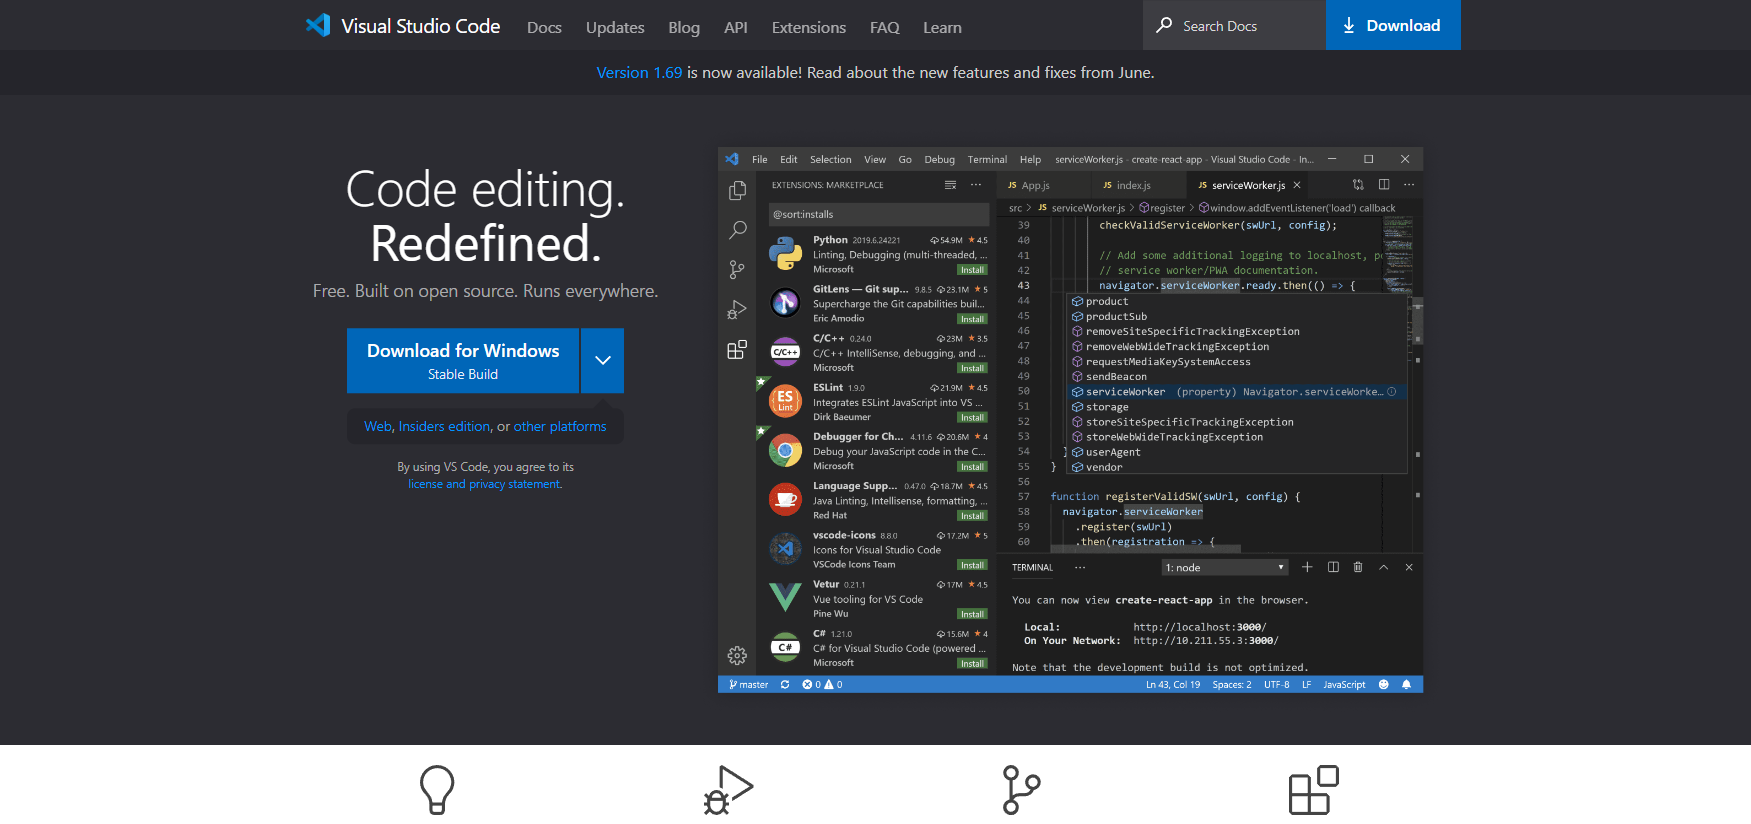 Visual Studio Code Docs Updates Blog API Extensions FAQ Learn Search Docs Download
Version 1.69 is now available! Read about the new features and fixes from June.
Code editing.
Redefined.
Free. Built on open source. Runs everywhere.
Download for Windows
Stable Build
Web, Insiders edition, or other platforms
By using VS Code, you agree to its
license and privacy statement.
File Edit Selection View Go Debug Terminal Help serviceWorker.js - create-react-app - Visual Studio Code - In...
EXTENSIONS: MARKETPLACE
@sort:installs
Python 2019.6.24221 54.9M 4.5
Linting, Debugging (multi-threaded, ...
Microsoft Install
GitLens — Git sup... 9.8.5 23.1M 5
Supercharge the Git capabilities buil...
Eric Amodio Install
C/C++
C/C++ 0.24.0 23M 3.5
C/C++ IntelliSense, debugging, and ...
Microsoft Install
ES
Lint
ESLint 1.9.0 21.9M 4.5
Integrates ESLint JavaScript into VS ...
Dirk Baeumer Install
Debugger for Ch... 4.11.6 20.6M 4
Debug your JavaScript code in the C...
Microsoft Install
Language Supp... 0.47.0 18.7M 4.5
Java Linting, Intellisense, formatting, ...
Red Hat Install
vscode-icons 8.8.0 17.2M 5
Icons for Visual Studio Code
VSCode Icons Team Install
Vetur 0.21.1 17M 4.5
Vue tooling for VS Code
Pine Wu Install
C#
C# 1.21.0 15.6M 4
C# for Visual Studio Code (powered ...
Microsoft Install
JS App.js JS index.js JS serviceWorker.js
src > JS serviceWorker.js > register > window.addEventListener('load') callback
39 checkValidServiceWorker(swUrl, config);
40
41 // Add some additional logging to localhost, po
42 // service worker/PWA documentation.
43 navigator.serviceWorker.ready.then(() => {
44 product
45 productSub
46 removeSiteSpecificTrackingException
47 removeWebWideTrackingException
48 requestMediaKeySystemAccess
49 sendBeacon
50 serviceWorker (property) Navigator.serviceWorke...
51 storage
52 storeSiteSpecificTrackingException
53 storeWebWideTrackingException
54 } userAgent
55 } vendor
56
57 function registerValidSW(swUrl, config) {
58 navigator.serviceWorker
59 .register(swUrl)
60 .then(registration => {
TERMINAL ... 1: node
You can now view create-react-app in the browser.
Local: http://localhost:3000/
On Your Network: http://10.211.55.3:3000/
Note that the development build is not optimized.
master 0 0 Ln 43, Col 19 Spaces: 2 UTF-8 LF JavaScript